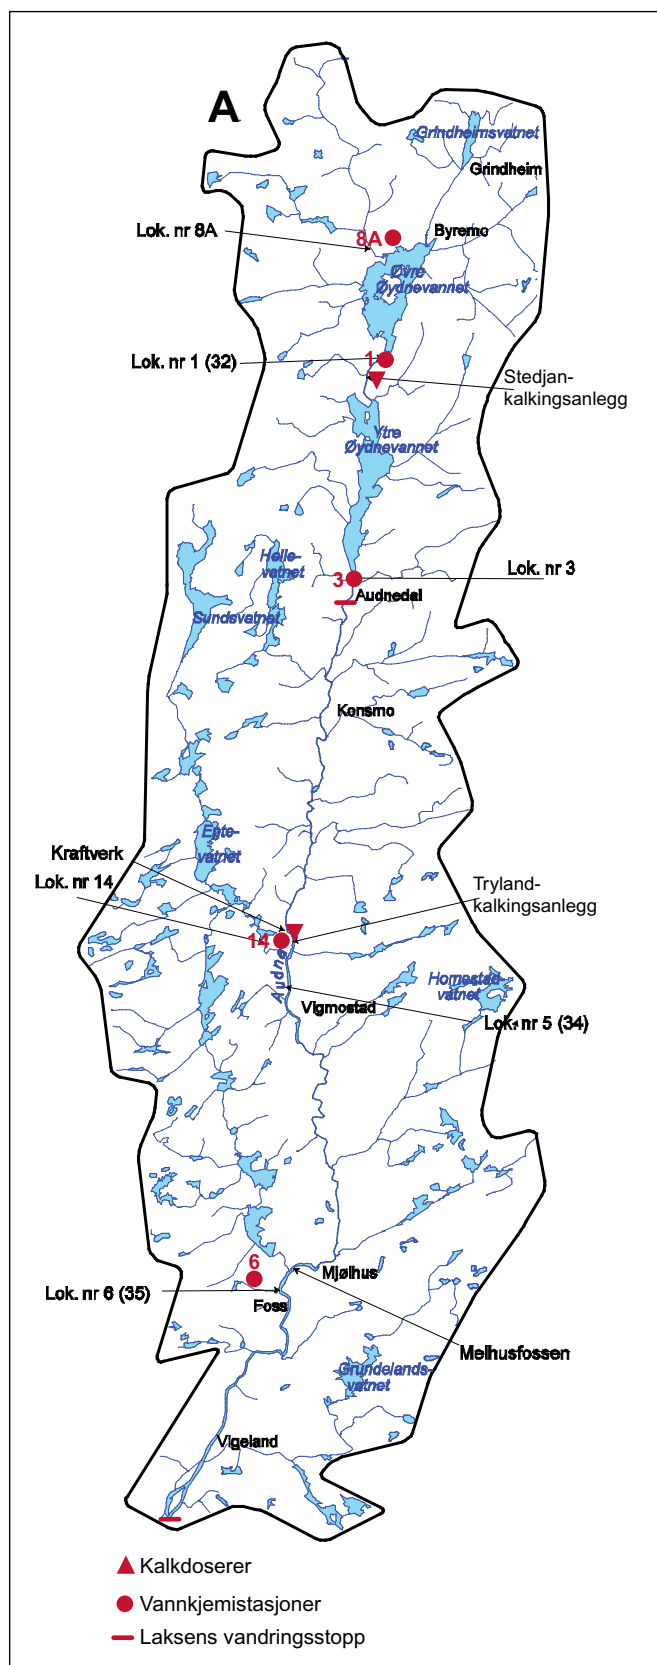 A
Grindheimsvatnet
Grindheim
Lok. nr 8A
8A
Byremo
Øvre
Øydnevannet
Lok. nr 1 (32)
1
Stedjan-
kalkingsanlegg
Ytre
Øydnevannet
Helle-
vatnet
Lok. nr 3
3
Audnedal
Sundsvatnet
Konsmo
Egte-
vatnet
Kraftverk
Lok. nr 14
Tryland-
kalkingsanlegg
14
Audne
Homestad-
vatnet
Vigmostad
Lok. nr 5 (34)
6
Mjølhus
Lok. nr 6 (35)
Foss
Melhusfossen
Grundelands-
vatnet
Vigeland
Kalkdoserer
Vannkjemistasjoner
Laksens vandringsstopp